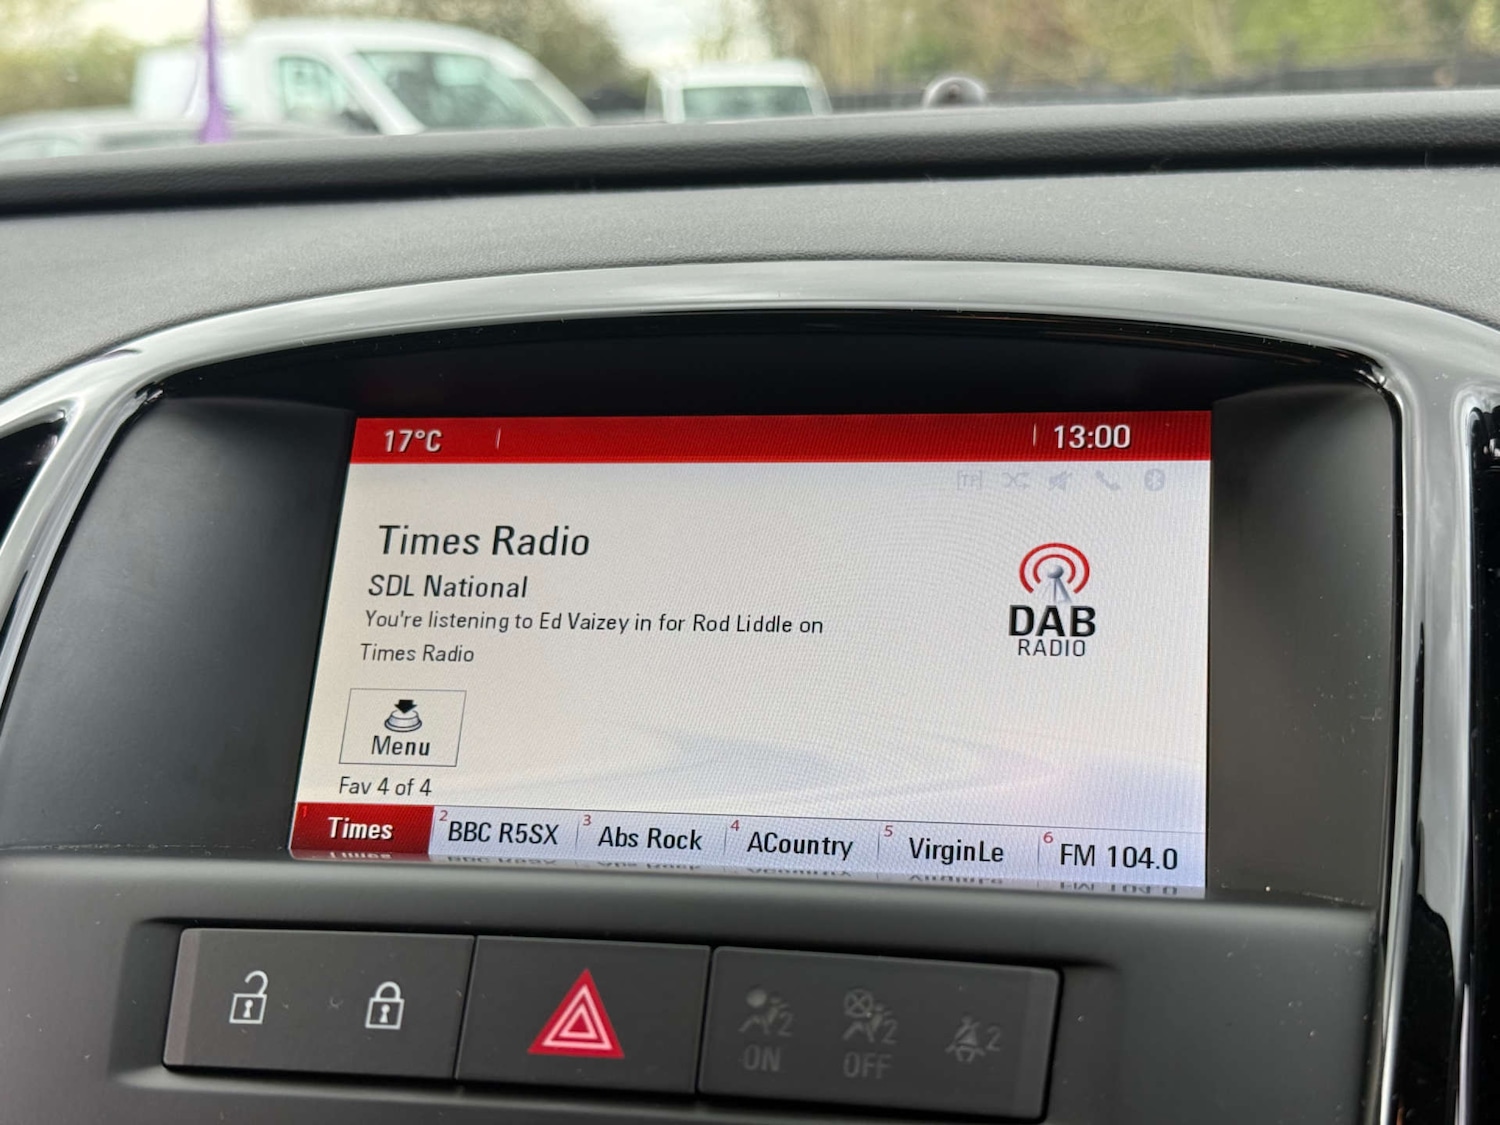 17°C 13:00
[TP]
Times Radio
SDL National
You're listening to Ed Vaizey in for Rod Liddle on
Times Radio
DAB
RADIO
Menu
Fav 4 of 4
1 Times 2 BBC R5SX 3 Abs Rock 4 ACountry 5 VirginLe 6 FM 104.0
2 ON 2 OFF 2